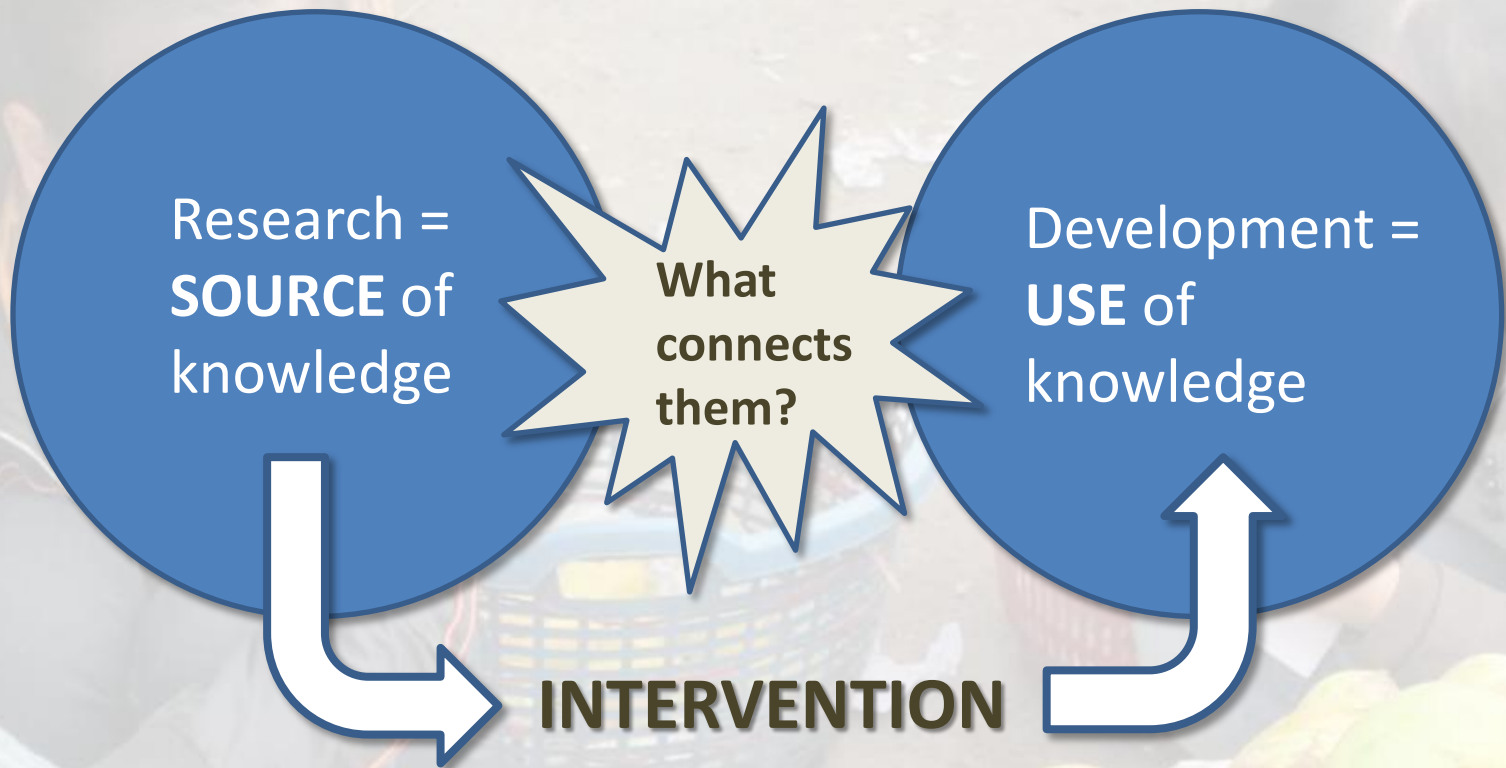 Research =
SOURCE of
knowledge
What
connects
them?
Development =
USE of
knowledge
INTERVENTION